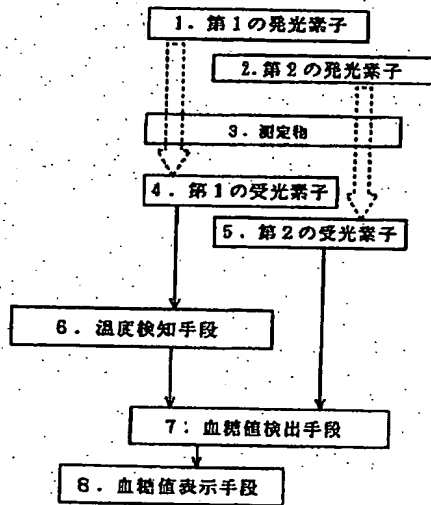 1．第1の発光素子
2.第2の発光素子
3．測定物
4．第1の受光素子
5．第2の受光素子
6．温度検知手段
7：血糖値検出手段
8．血糖値表示手段